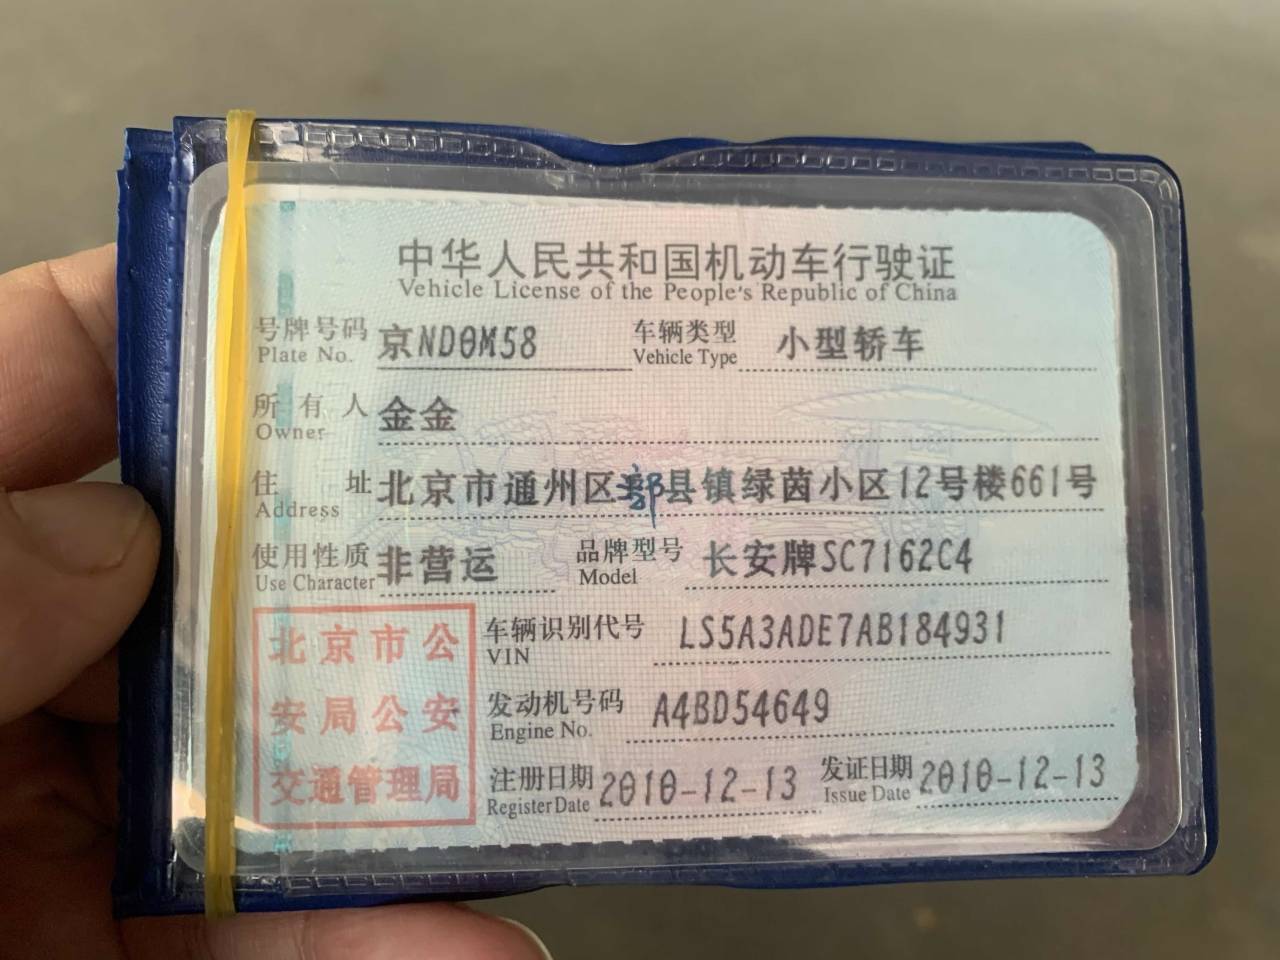 中华人民共和国机动车行驶证
Vehicle License of the People's Republic of China
号牌号码 京ND0M58 车辆类型 小型轿车
Plate No. Vehicle Type
所有人 金金
Owner
住址 北京市通州区漷县镇绿茵小区12号楼661号
Address
使用性质 非营运 品牌型号 长安牌SC7162C4
Use Character Model
车辆识别代号 LS5A3ADE7AB184931
VIN
发动机号码 A4BD54649
Engine No.
注册日期 2010-12-13 发证日期 2010-12-13
Register Date Issue Date
北京市公
安局公安
交通管理局